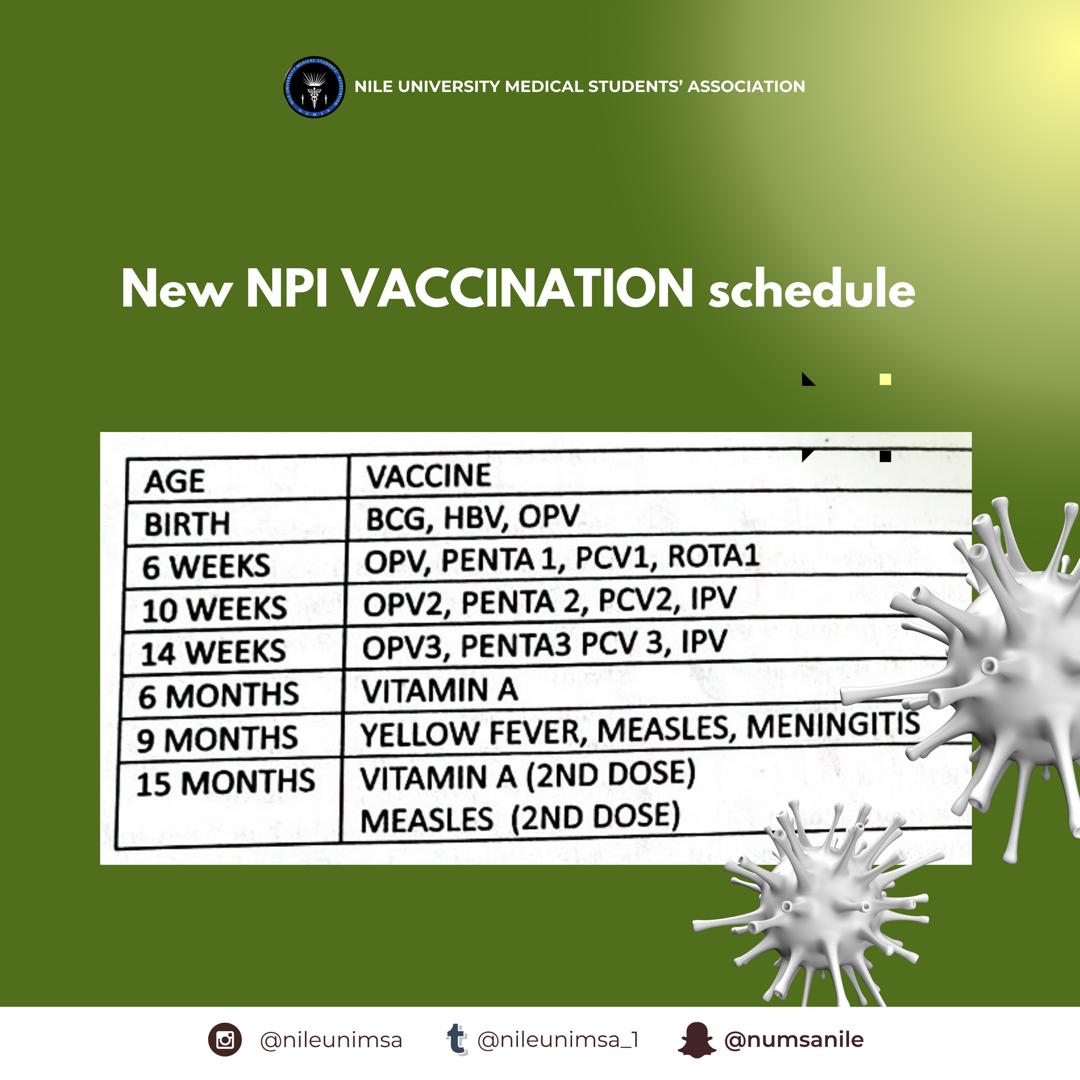 NILE UNIVERSITY MEDICAL STUDENTS' ASSOCIATION
New NPI VACCINATION schedule
AGE VACCINE
BIRTH BCG, HBV, OPV
6 WEEKS OPV, PENTA 1, PCV1, ROTA1
10 WEEKS OPV2, PENTA 2, PCV2, IPV
14 WEEKS OPV3, PENTA3 PCV 3, IPV
6 MONTHS VITAMIN A
9 MONTHS YELLOW FEVER, MEASLES, MENINGITIS
15 MONTHS VITAMIN A (2ND DOSE)
MEASLES (2ND DOSE)
@nileunimsa @nileunimsa_1 @numsanile